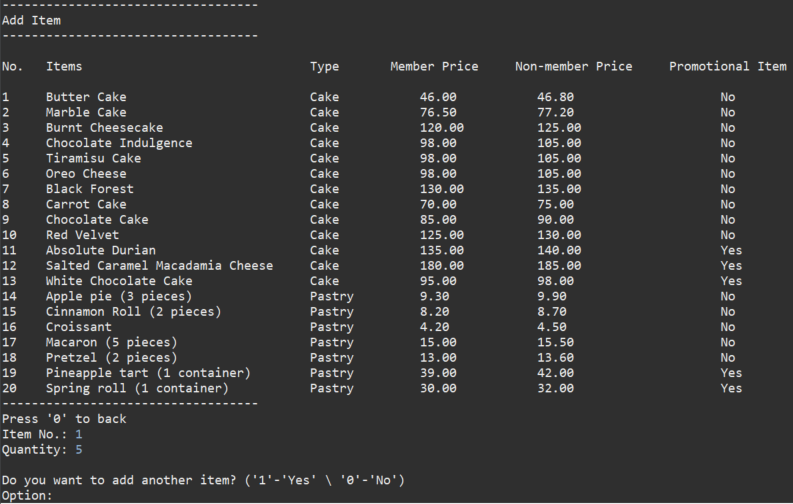 -----------------------------------
Add Item
-----------------------------------
No. Items Type Member Price Non-member Price Promotional Item
1 Butter Cake Cake 46.00 46.80 No
2 Marble Cake Cake 76.50 77.20 No
3 Burnt Cheesecake Cake 120.00 125.00 No
4 Chocolate Indulgence Cake 98.00 105.00 No
5 Tiramisu Cake Cake 98.00 105.00 No
6 Oreo Cheese Cake 98.00 105.00 No
7 Black Forest Cake 130.00 135.00 No
8 Carrot Cake Cake 70.00 75.00 No
9 Chocolate Cake Cake 85.00 90.00 No
10 Red Velvet Cake 125.00 130.00 No
11 Absolute Durian Cake 135.00 140.00 Yes
12 Salted Caramel Macadamia Cheese Cake 180.00 185.00 Yes
13 White Chocolate Cake Cake 95.00 98.00 Yes
14 Apple pie (3 pieces) Pastry 9.30 9.90 No
15 Cinnamon Roll (2 pieces) Pastry 8.20 8.70 No
16 Croissant Pastry 4.20 4.50 No
17 Macaron (5 pieces) Pastry 15.00 15.50 No
18 Pretzel (2 pieces) Pastry 13.00 13.60 No
19 Pineapple tart (1 container) Pastry 39.00 42.00 Yes
20 Spring roll (1 container) Pastry 30.00 32.00 Yes
-----------------------------------
Press '0' to back
Item No.: 1
Quantity: 5
Do you want to add another item? ('1'-'Yes' \ '0'-'No')
Option: